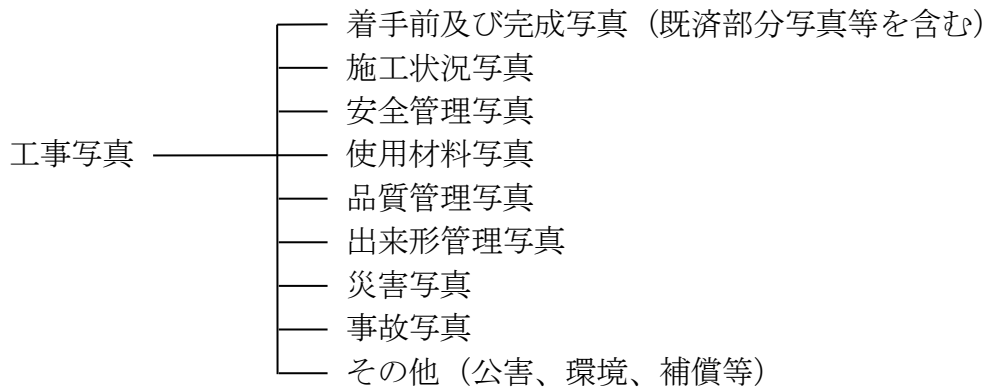 着手前及び完成写真（既済部分写真等を含む）
施工状況写真
安全管理写真
工事写真
使用材料写真
品質管理写真
出来形管理写真
災害写真
事故写真
その他（公害、環境、補償等）